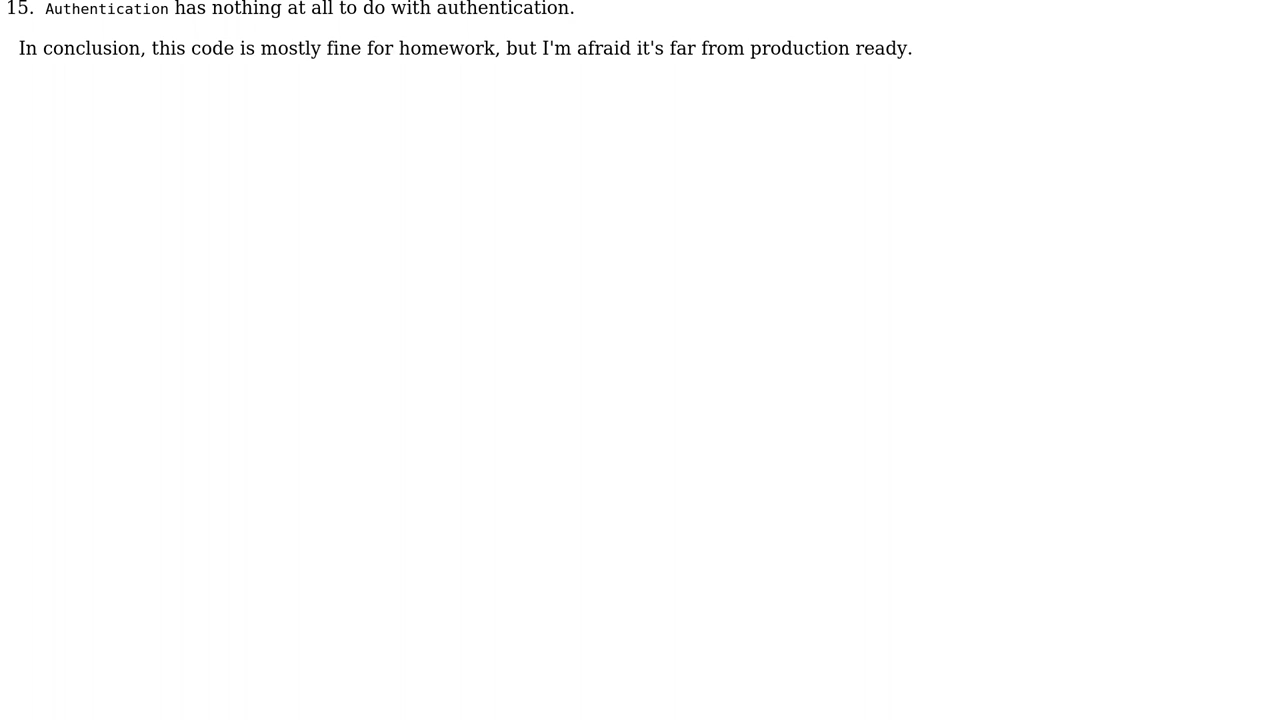 15. Authentication has nothing at all to do with authentication.
In conclusion, this code is mostly fine for homework, but I'm afraid it's far from production ready.